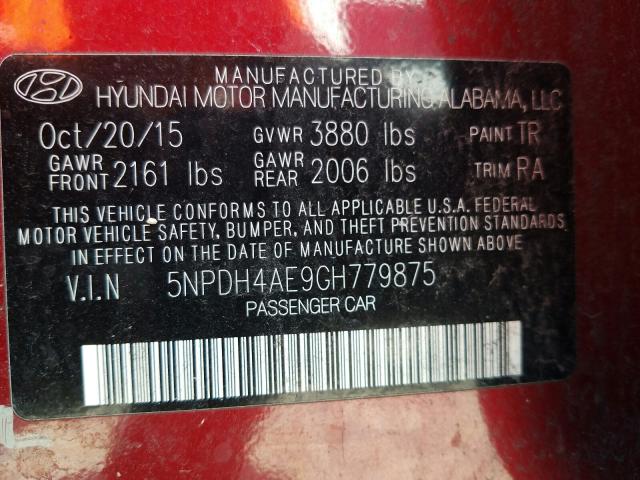 MANUFACTURED BY
HYUNDAI MOTOR MANUFACTURING ALABAMA, LLC
Oct/20/15 GVWR 3880 lbs PAINT TR
GAWR FRONT 2161 lbs GAWR REAR 2006 lbs TRIM RA
THIS VEHICLE CONFORMS TO ALL APPLICABLE U.S.A. FEDERAL
MOTOR VEHICLE SAFETY, BUMPER, AND THEFT PREVENTION STANDARDS
IN EFFECT ON THE DATE OF MANUFACTURE SHOWN ABOVE
V.I.N 5NPDH4AE9GH779875
PASSENGER CAR